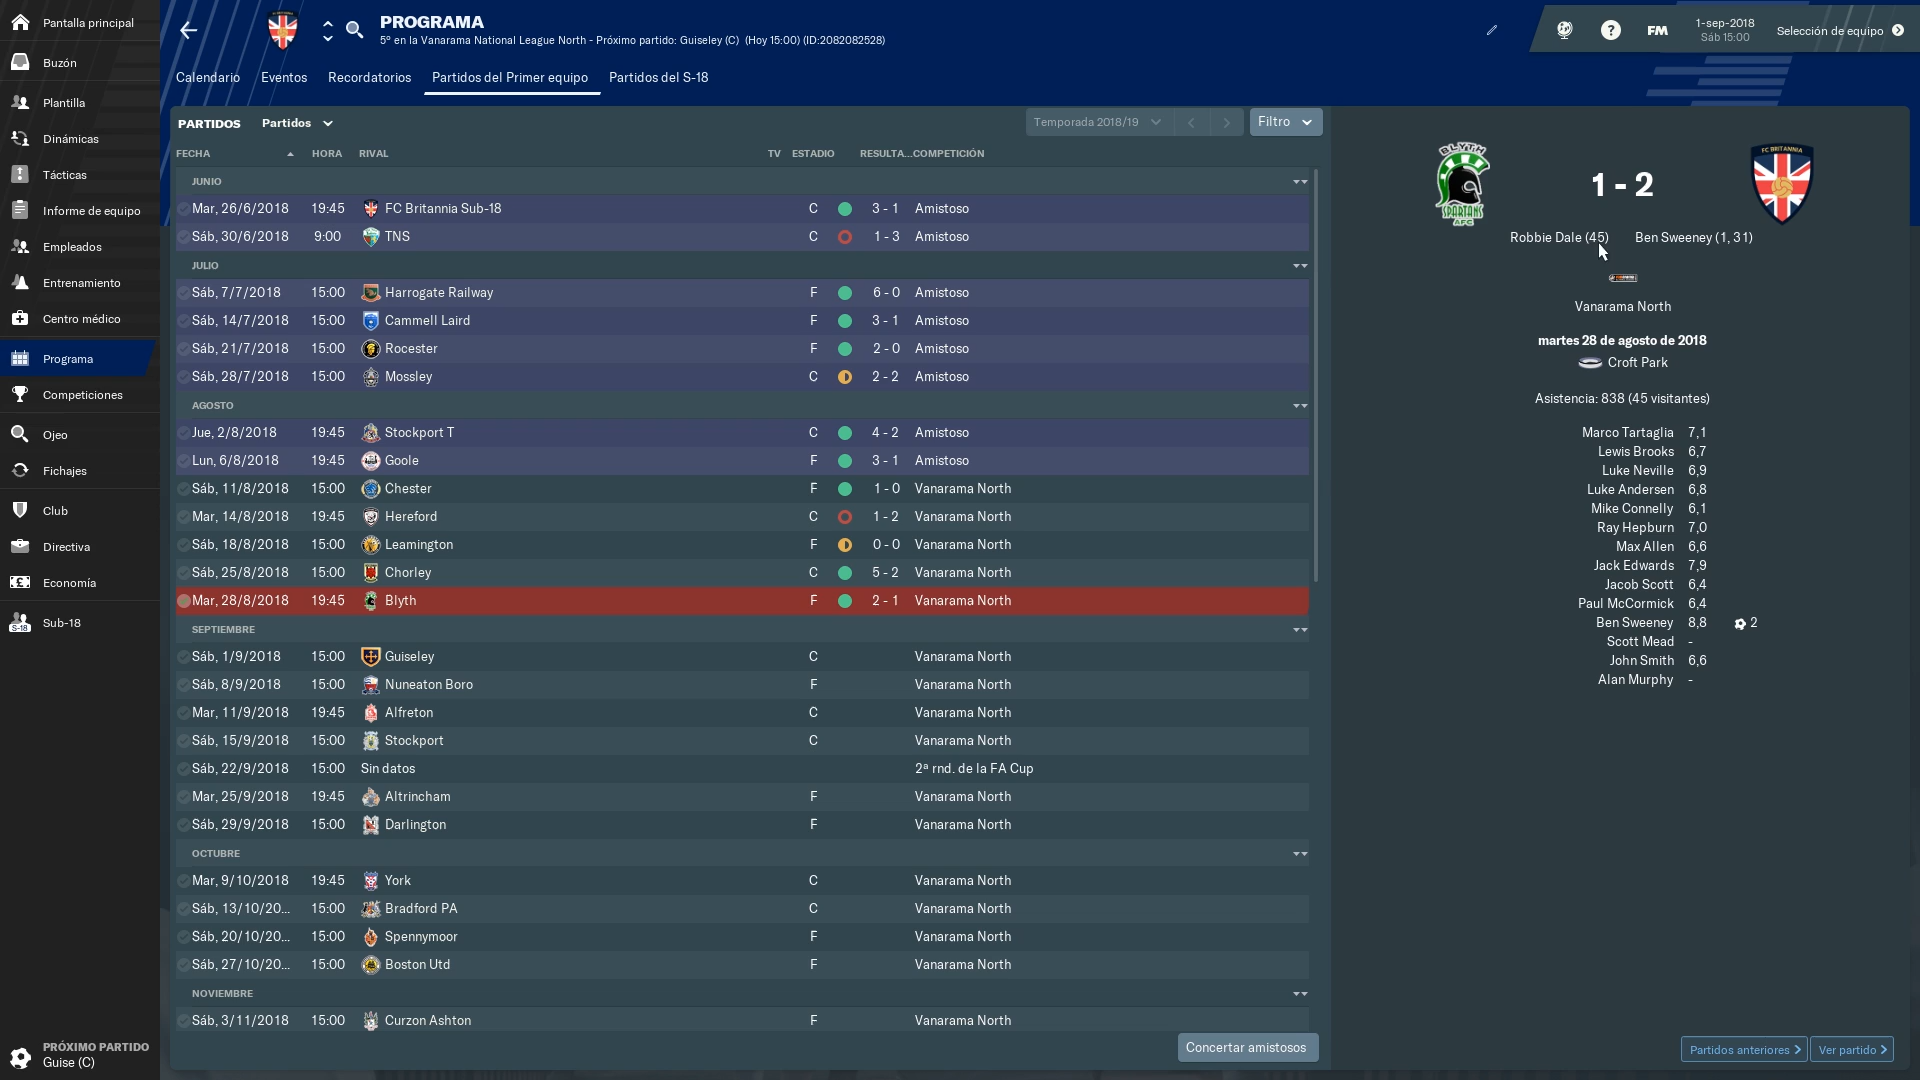 Pantalla principal
Buzón
Plantilla
Dinámicas
Tácticas
Informe de equipo
Empleados
Entrenamiento
Centro médico
Programa
Competiciones
Ojeo
Fichajes
Club
Directiva
Economía
S-18 Sub-18
PRÓXIMO PARTIDO
Guise (C)
PROGRAMA
5º en la Vanarama National League North - Próximo partido: Guiseley (C) (Hoy 15:00) (ID:2082082528)
? FM 1-sep-2018 Selección de equipo
Sáb 15:00
Calendario Eventos Recordatorios Partidos del Primer equipo Partidos del S-18
PARTIDOS Partidos Temporada 2018/19 Filtro
FECHA HORA RIVAL TV ESTADIO RESULTA...COMPETICIÓN
JUNIO
Mar, 26/6/2018 19:45 FC Britannia Sub-18 C 3 - 1 Amistoso
Sáb, 30/6/2018 9:00 TNS C 1 - 3 Amistoso
JULIO
Sáb, 7/7/2018 15:00 Harrogate Railway F 6 - 0 Amistoso
Sáb, 14/7/2018 15:00 Cammell Laird F 3 - 1 Amistoso
Sáb, 21/7/2018 15:00 Rocester F 2 - 0 Amistoso
Sáb, 28/7/2018 15:00 Mossley C 2 - 2 Amistoso
AGOSTO
Jue, 2/8/2018 19:45 Stockport T C 4 - 2 Amistoso
Lun, 6/8/2018 19:45 Goole F 3 - 1 Amistoso
Sáb, 11/8/2018 15:00 Chester F 1 - 0 Vanarama North
Mar, 14/8/2018 19:45 Hereford C 1 - 2 Vanarama North
Sáb, 18/8/2018 15:00 Leamington F 0 - 0 Vanarama North
Sáb, 25/8/2018 15:00 Chorley C 5 - 2 Vanarama North
Mar, 28/8/2018 19:45 Blyth F 2 - 1 Vanarama North
SEPTIEMBRE
Sáb, 1/9/2018 15:00 Guiseley C Vanarama North
Sáb, 8/9/2018 15:00 Nuneaton Boro F Vanarama North
Mar, 11/9/2018 19:45 Alfreton C Vanarama North
Sáb, 15/9/2018 15:00 Stockport C Vanarama North
Sáb, 22/9/2018 15:00 Sin datos 2ª rnd. de la FA Cup
Mar, 25/9/2018 19:45 Altrincham F Vanarama North
Sáb, 29/9/2018 15:00 Darlington F Vanarama North
OCTUBRE
Mar, 9/10/2018 19:45 York C Vanarama North
Sáb, 13/10/20... 15:00 Bradford PA C Vanarama North
Sáb, 20/10/20... 15:00 Spennymoor F Vanarama North
Sáb, 27/10/20... 15:00 Boston Utd F Vanarama North
NOVIEMBRE
Sáb, 3/11/2018 15:00 Curzon Ashton F Vanarama North
Concertar amistosos
BLYTH
SPARTANS
AFC
1 - 2
FC BRITANNIA
Robbie Dale (45) Ben Sweeney (1, 31)
Vanarama North
martes 28 de agosto de 2018
Croft Park
Asistencia: 838 (45 visitantes)
Marco Tartaglia 7,1
Lewis Brooks 6,7
Luke Neville 6,9
Luke Andersen 6,8
Mike Connelly 6,1
Ray Hepburn 7,0
Max Allen 6,6
Jack Edwards 7,9
Jacob Scott 6,4
Paul McCormick 6,4
Ben Sweeney 8,8 2
Scott Mead -
John Smith 6,6
Alan Murphy -
Partidos anteriores Ver partido